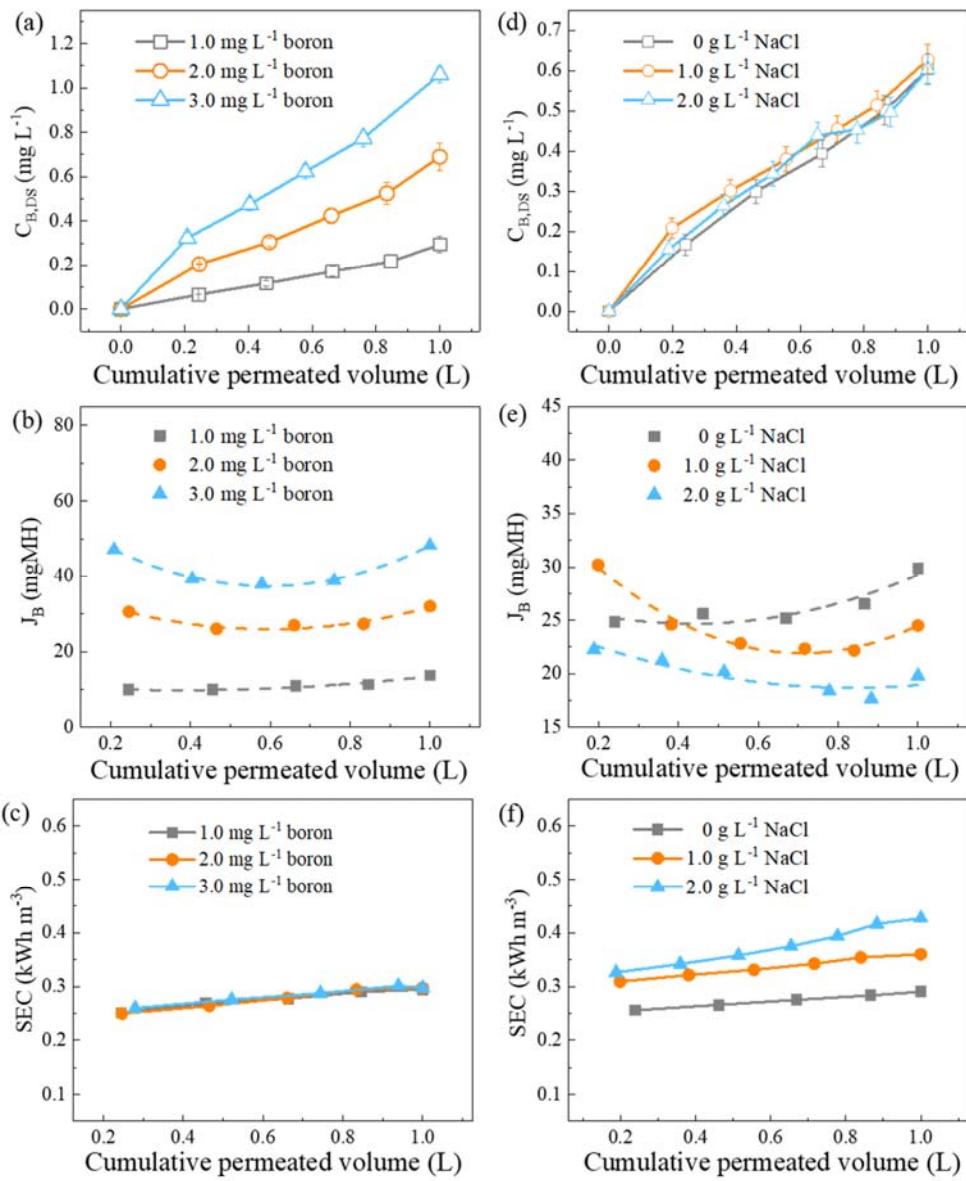 (a)
1.0 mg L⁻¹ boron
2.0 mg L⁻¹ boron
3.0 mg L⁻¹ boron
C_B,DS (mg L⁻¹)
1.2
1.0
0.8
0.6
0.4
0.2
0.0
0.0 0.2 0.4 0.6 0.8 1.0
Cumulative permeated volume (L)
(d)
0 g L⁻¹ NaCl
1.0 g L⁻¹ NaCl
2.0 g L⁻¹ NaCl
C_B,DS (mg L⁻¹)
0.7
0.6
0.5
0.4
0.3
0.2
0.1
0.0
0.0 0.2 0.4 0.6 0.8 1.0
Cumulative permeated volume (L)
(b)
1.0 mg L⁻¹ boron
2.0 mg L⁻¹ boron
3.0 mg L⁻¹ boron
J_B (mgMH)
80
60
40
20
0
0.2 0.4 0.6 0.8 1.0
Cumulative permeated volume (L)
(e)
0 g L⁻¹ NaCl
1.0 g L⁻¹ NaCl
2.0 g L⁻¹ NaCl
J_B (mgMH)
45
40
35
30
25
20
15
0.2 0.4 0.6 0.8 1.0
Cumulative permeated volume (L)
(c)
1.0 mg L⁻¹ boron
2.0 mg L⁻¹ boron
3.0 mg L⁻¹ boron
SEC (kWh m⁻³)
0.6
0.5
0.4
0.3
0.2
0.1
0.2 0.4 0.6 0.8 1.0
Cumulative permeated volume (L)
(f)
0 g L⁻¹ NaCl
1.0 g L⁻¹ NaCl
2.0 g L⁻¹ NaCl
SEC (kWh m⁻³)
0.6
0.5
0.4
0.3
0.2
0.1
0.2 0.4 0.6 0.8 1.0
Cumulative permeated volume (L)